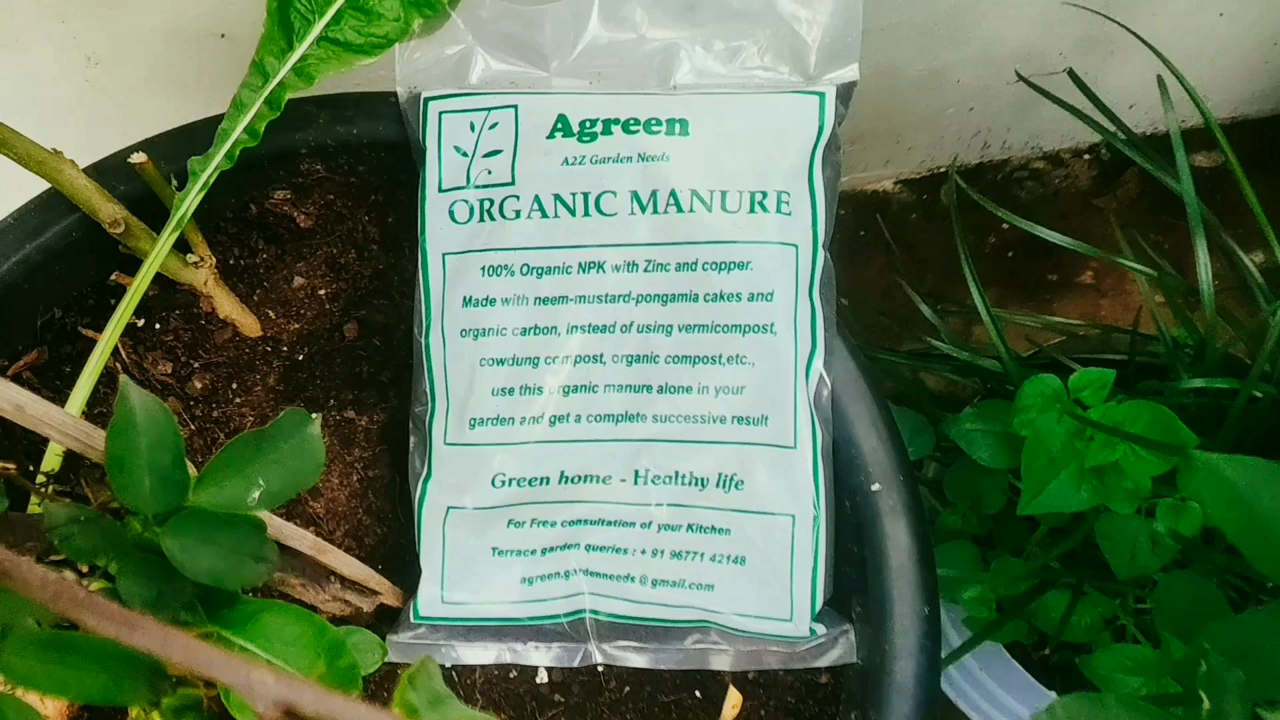 Agreen
A2Z Garden Needs
ORGANIC MANURE
100% Organic NPK with Zinc and copper.
Made with neem-mustard-pongamia cakes and
organic carbon, instead of using vermicompost,
cowdung compost, organic compost,etc.,
use this organic manure alone in your
garden and get a complete successive result
Green home - Healthy life
For Free consultation of your Kitchen
Terrace garden queries : + 91 96771 42148
agreen.gardenneeds @ gmail.com